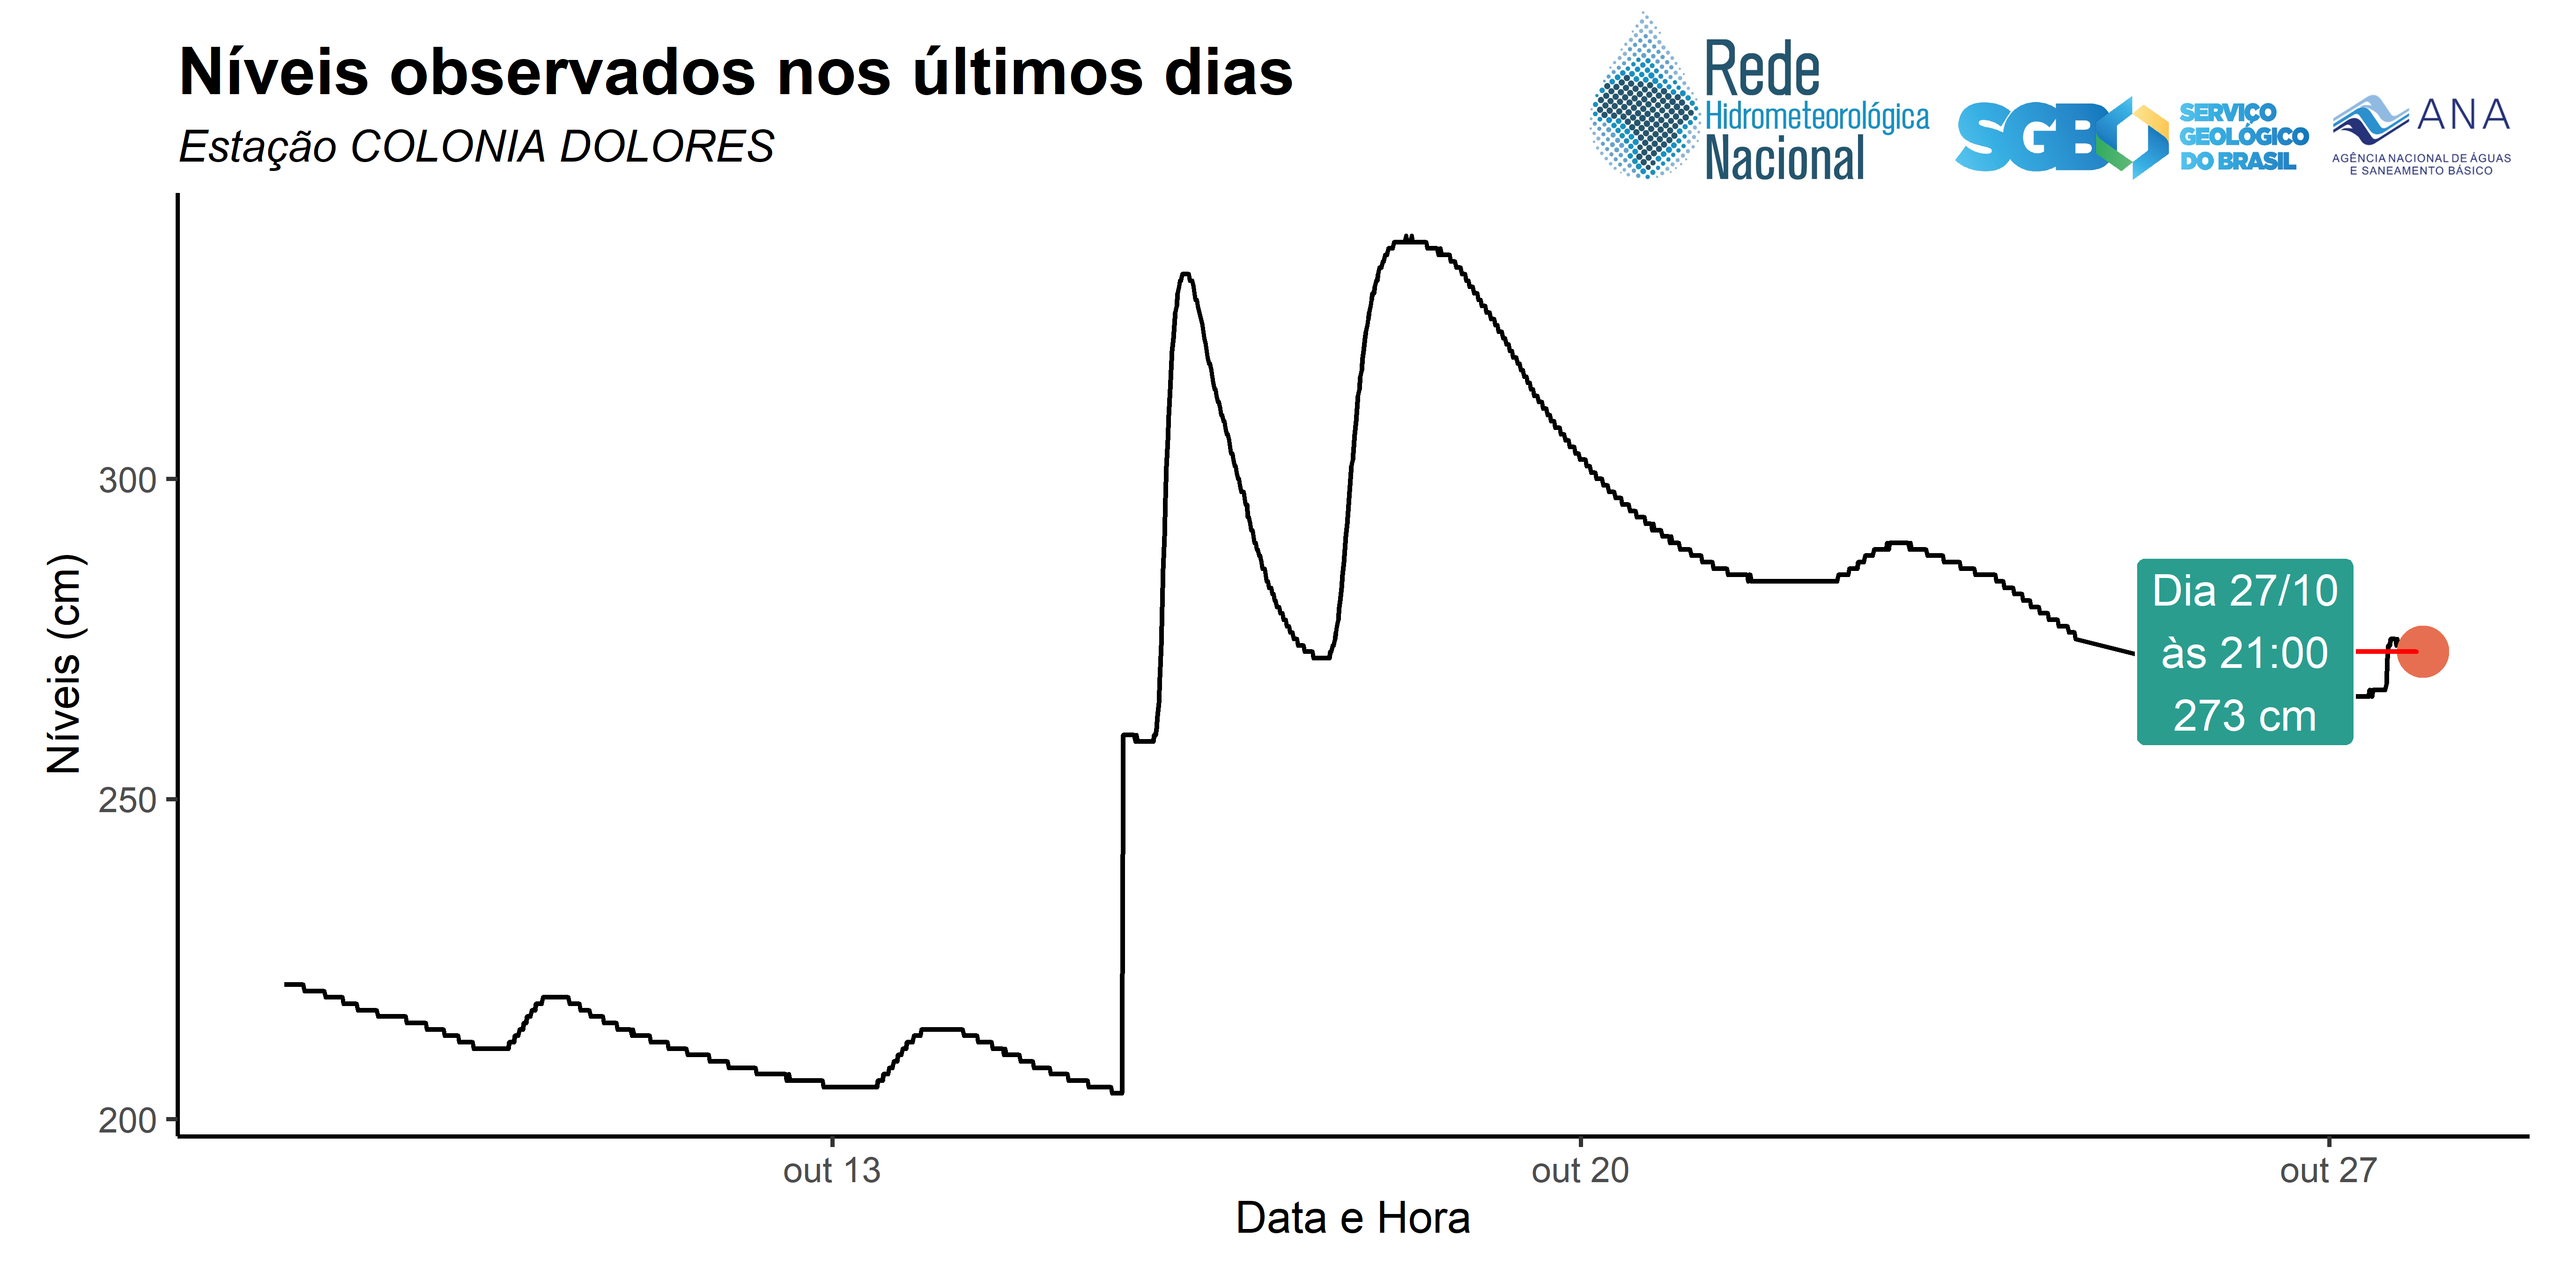 Níveis observados nos últimos dias
Estação COLONIA DOLORES
Rede
Hidrometeorológica
Nacional
SGB
SERVIÇO
GEOLÓGICO
DO BRASIL
ANA
AGÊNCIA NACIONAL DE ÁGUAS
E SANEAMENTO BÁSICO
Níveis (cm)
300
250
200
Dia 27/10
às 21:00
273 cm
out 13
out 20
out 27
Data e Hora